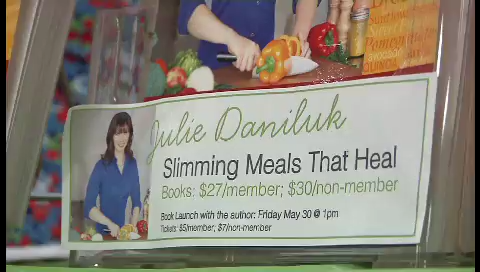 Julie Daniluk
Slimming Meals That Heal
Books: $27/member; $30/non-member
Book Launch with the author: Friday May 30 @ 1pm
Tickets: $5/member; $7/non-member